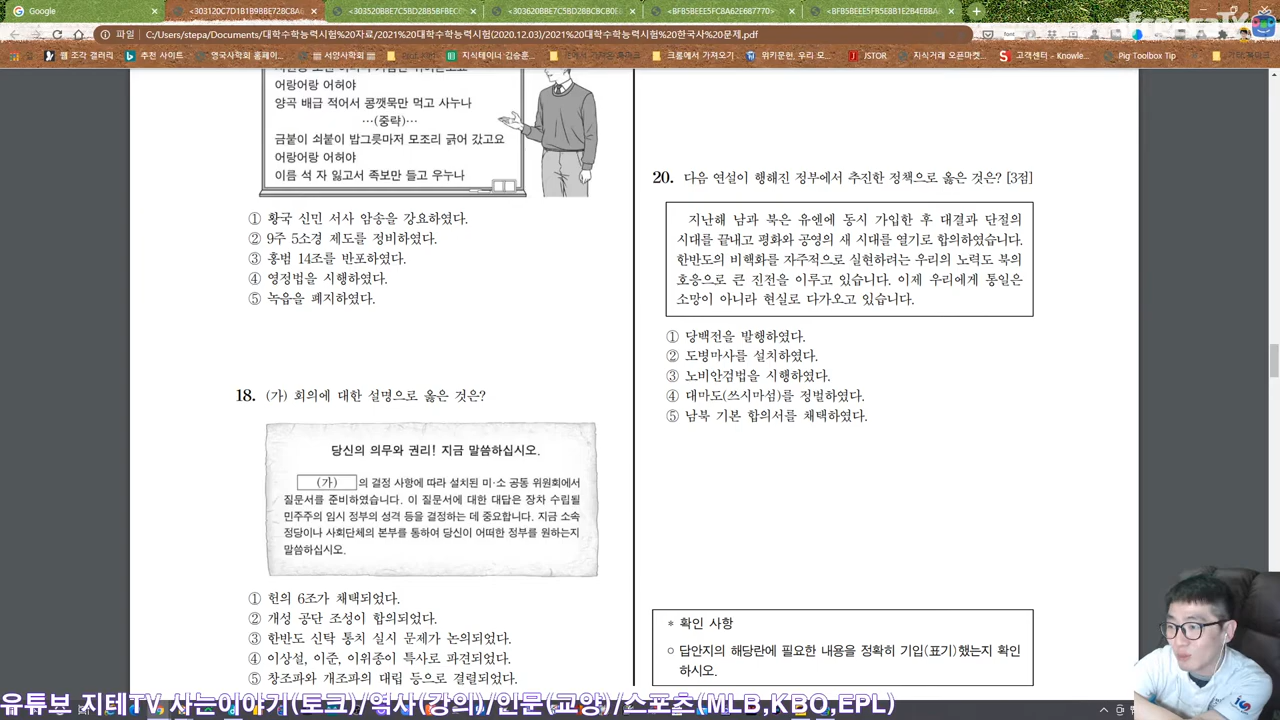 Google
<303120C7D1B1B9BBE728C8A6
<303520BBE7C5BDB2B5BFBEC
<303620BBE7C5BDB2BCBCB0E
<BFB5BEEE5FC8A62E687770>
<BFB5BEEE5FB5E8B1E2B4EBBA
afreecaTV
파일
C:/Users/stepa/Documents/대학수학능력시험%20자료/2021%20대학수학능력시험(2020.12.03)/2021%20대학수학능력시험%20한국사%20문제.pdf
웹 조각 갤러리
추천 사이트
영국사학회 홈페이...
:: 서양사학회 ::
지식테이너 김승훈...
크롬에서 가져오기
위키문헌, 우리 모...
JSTOR
지식거래 오픈마켓...
고객센터 – Knowle...
Pig Toolbox Tip
어랑어랑 어허야
양곡 배급 적어서 콩깻묵만 먹고 사누나
…(중략)…
금붙이 쇠붙이 밥그릇마저 모조리 긁어 갔고요
어랑어랑 어허야
이름 석 자 잃고서 족보만 들고 우누나
① 황국 신민 서사 암송을 강요하였다.
② 9주 5소경 제도를 정비하였다.
③ 홍범 14조를 반포하였다.
④ 영정법을 시행하였다.
⑤ 녹읍을 폐지하였다.
18. (가) 회의에 대한 설명으로 옳은 것은?
당신의 의무와 권리! 지금 말씀하십시오.
(가) 의 결정 사항에 따라 설치된 미·소 공동 위원회에서
질문서를 준비하였습니다. 이 질문서에 대한 대답은 장차 수립될
민주주의 임시 정부의 성격 등을 결정하는 데 중요합니다. 지금 소속
정당이나 사회단체의 본부를 통하여 당신이 어떠한 정부를 원하는지
말씀하십시오.
① 헌의 6조가 채택되었다.
② 개성 공단 조성이 합의되었다.
③ 한반도 신탁 통치 실시 문제가 논의되었다.
④ 이상설, 이준, 이위종이 특사로 파견되었다.
⑤ 창조파와 개조파의 대립 등으로 결렬되었다.
20. 다음 연설이 행해진 정부에서 추진한 정책으로 옳은 것은? [3점]
지난해 남과 북은 유엔에 동시 가입한 후 대결과 단절의
시대를 끝내고 평화와 공영의 새 시대를 열기로 합의하였습니다.
한반도의 비핵화를 자주적으로 실현하려는 우리의 노력도 북의
호응으로 큰 진전을 이루고 있습니다. 이제 우리에게 통일은
소망이 아니라 현실로 다가오고 있습니다.
① 당백전을 발행하였다.
② 도병마사를 설치하였다.
③ 노비안검법을 시행하였다.
④ 대마도(쓰시마섬)를 정벌하였다.
⑤ 남북 기본 합의서를 채택하였다.
* 확인 사항
○ 답안지의 해당란에 필요한 내용을 정확히 기입(표기)했는지 확인
하시오.
유튜브 지테TV 사는이야기(토크)/역사(강의)/인문(교양)/스포츠(MLB,KBO,EPL)